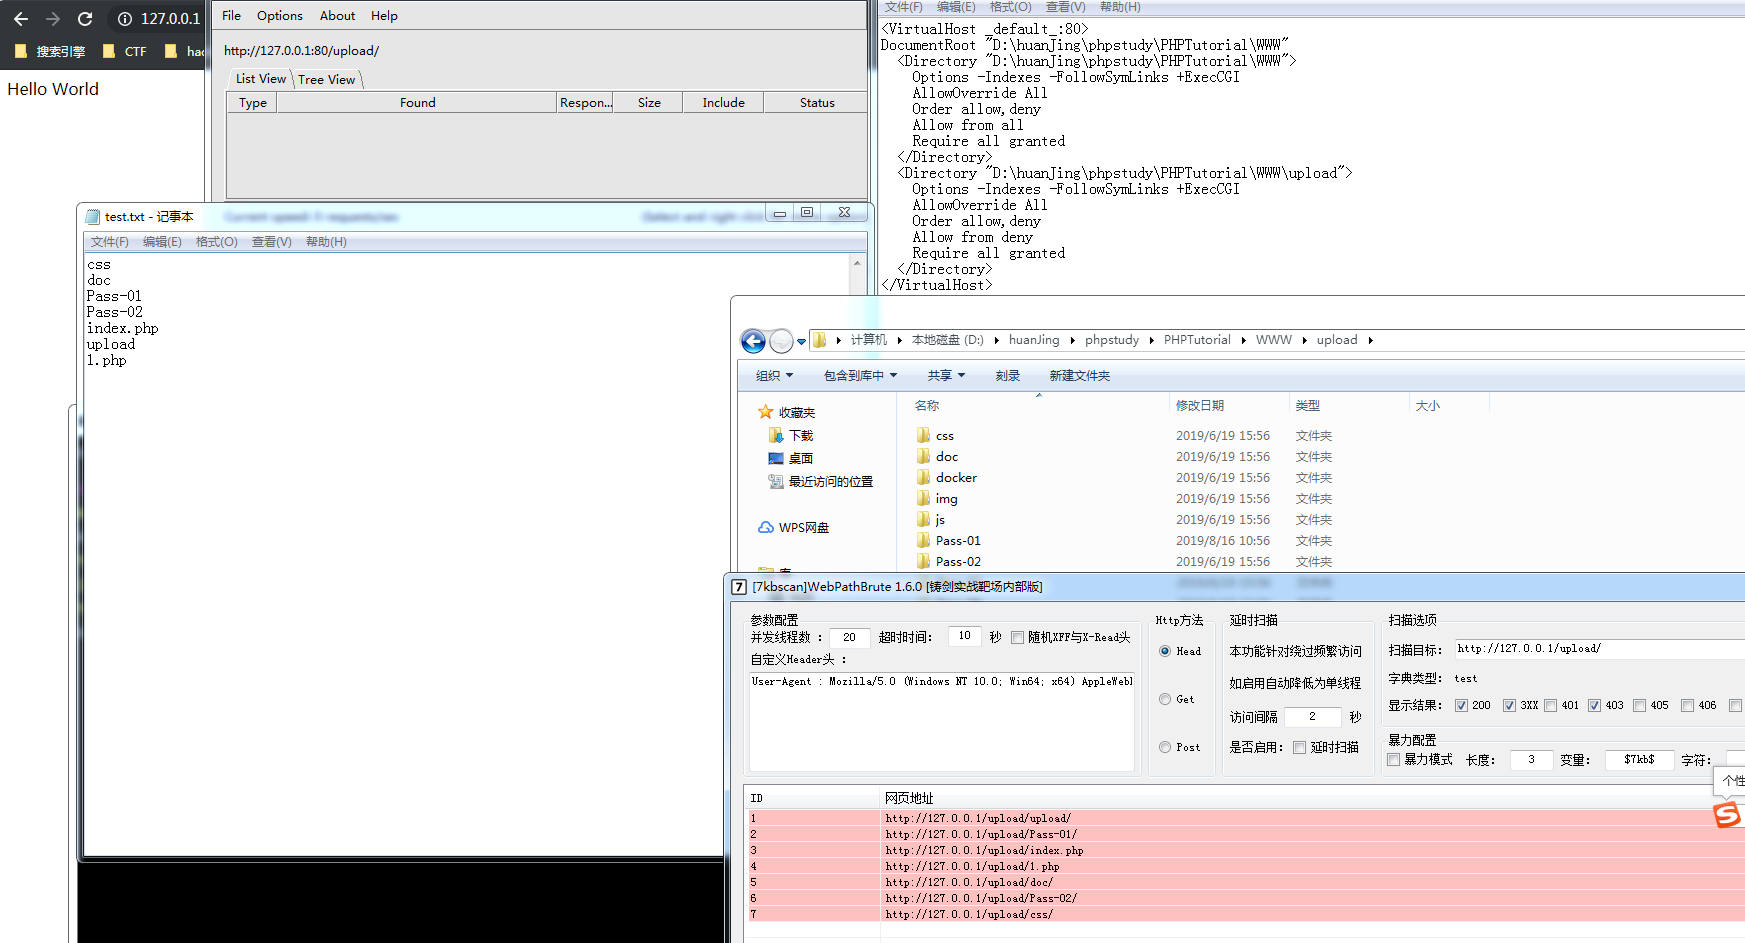 127.0.0.1
搜索引擎 CTF hac
Hello World
File Options About Help
http://127.0.0.1:80/upload/
List View Tree View
Type Found Respon... Size Include Status
文件(F) 编辑(E) 格式(O) 查看(V) 帮助(H)
<VirtualHost _default_:80>
DocumentRoot "D:\huanJing\phpstudy\PHPTutorial\WWW"
<Directory "D:\huanJing\phpstudy\PHPTutorial\WWW">
Options -Indexes -FollowSymLinks +ExecCGI
AllowOverride All
Order allow,deny
Allow from all
Require all granted
</Directory>
<Directory "D:\huanJing\phpstudy\PHPTutorial\WWW\upload">
Options -Indexes -FollowSymLinks +ExecCGI
AllowOverride All
Order allow,deny
Allow from deny
Require all granted
</Directory>
</VirtualHost>
test.txt - 记事本
文件(F) 编辑(E) 格式(O) 查看(V) 帮助(H)
css
doc
Pass-01
Pass-02
index.php
upload
1.php
计算机 本地磁盘 (D:) huanJing phpstudy PHPTutorial WWW upload
组织 包含到库中 共享 刻录 新建文件夹
收藏夹
下载
桌面
最近访问的位置
WPS网盘
名称 修改日期 类型 大小
css 2019/6/19 15:56 文件夹
doc 2019/6/19 15:56 文件夹
docker 2019/6/19 15:56 文件夹
img 2019/6/19 15:56 文件夹
js 2019/6/19 15:56 文件夹
Pass-01 2019/8/16 10:56 文件夹
Pass-02 2019/6/19 15:56 文件夹
7 [7kbscan]WebPathBrute 1.6.0 [铸剑实战靶场内部版]
参数配置
并发线程数 : 20 超时时间: 10 秒 随机XFF与X-Read头
自定义Header头 :
User-Agent : Mozilla/5.0 (Windows NT 10.0; Win64; x64) AppleWebl
Http方法
Head
Get
Post
延时扫描
本功能针对绕过频繁访问
如启用自动降低为单线程
访问间隔 2 秒
是否启用: 延时扫描
扫描选项
扫描目标: http://127.0.0.1/upload/
字典类型: test
显示结果: 200 3XX 401 403 405 406
暴力配置
暴力模式 长度: 3 变量: $7kb$ 字符:
个性
ID 网页地址
1 http://127.0.0.1/upload/upload/
2 http://127.0.0.1/upload/Pass-01/
3 http://127.0.0.1/upload/index.php
4 http://127.0.0.1/upload/1.php
5 http://127.0.0.1/upload/doc/
6 http://127.0.0.1/upload/Pass-02/
7 http://127.0.0.1/upload/css/